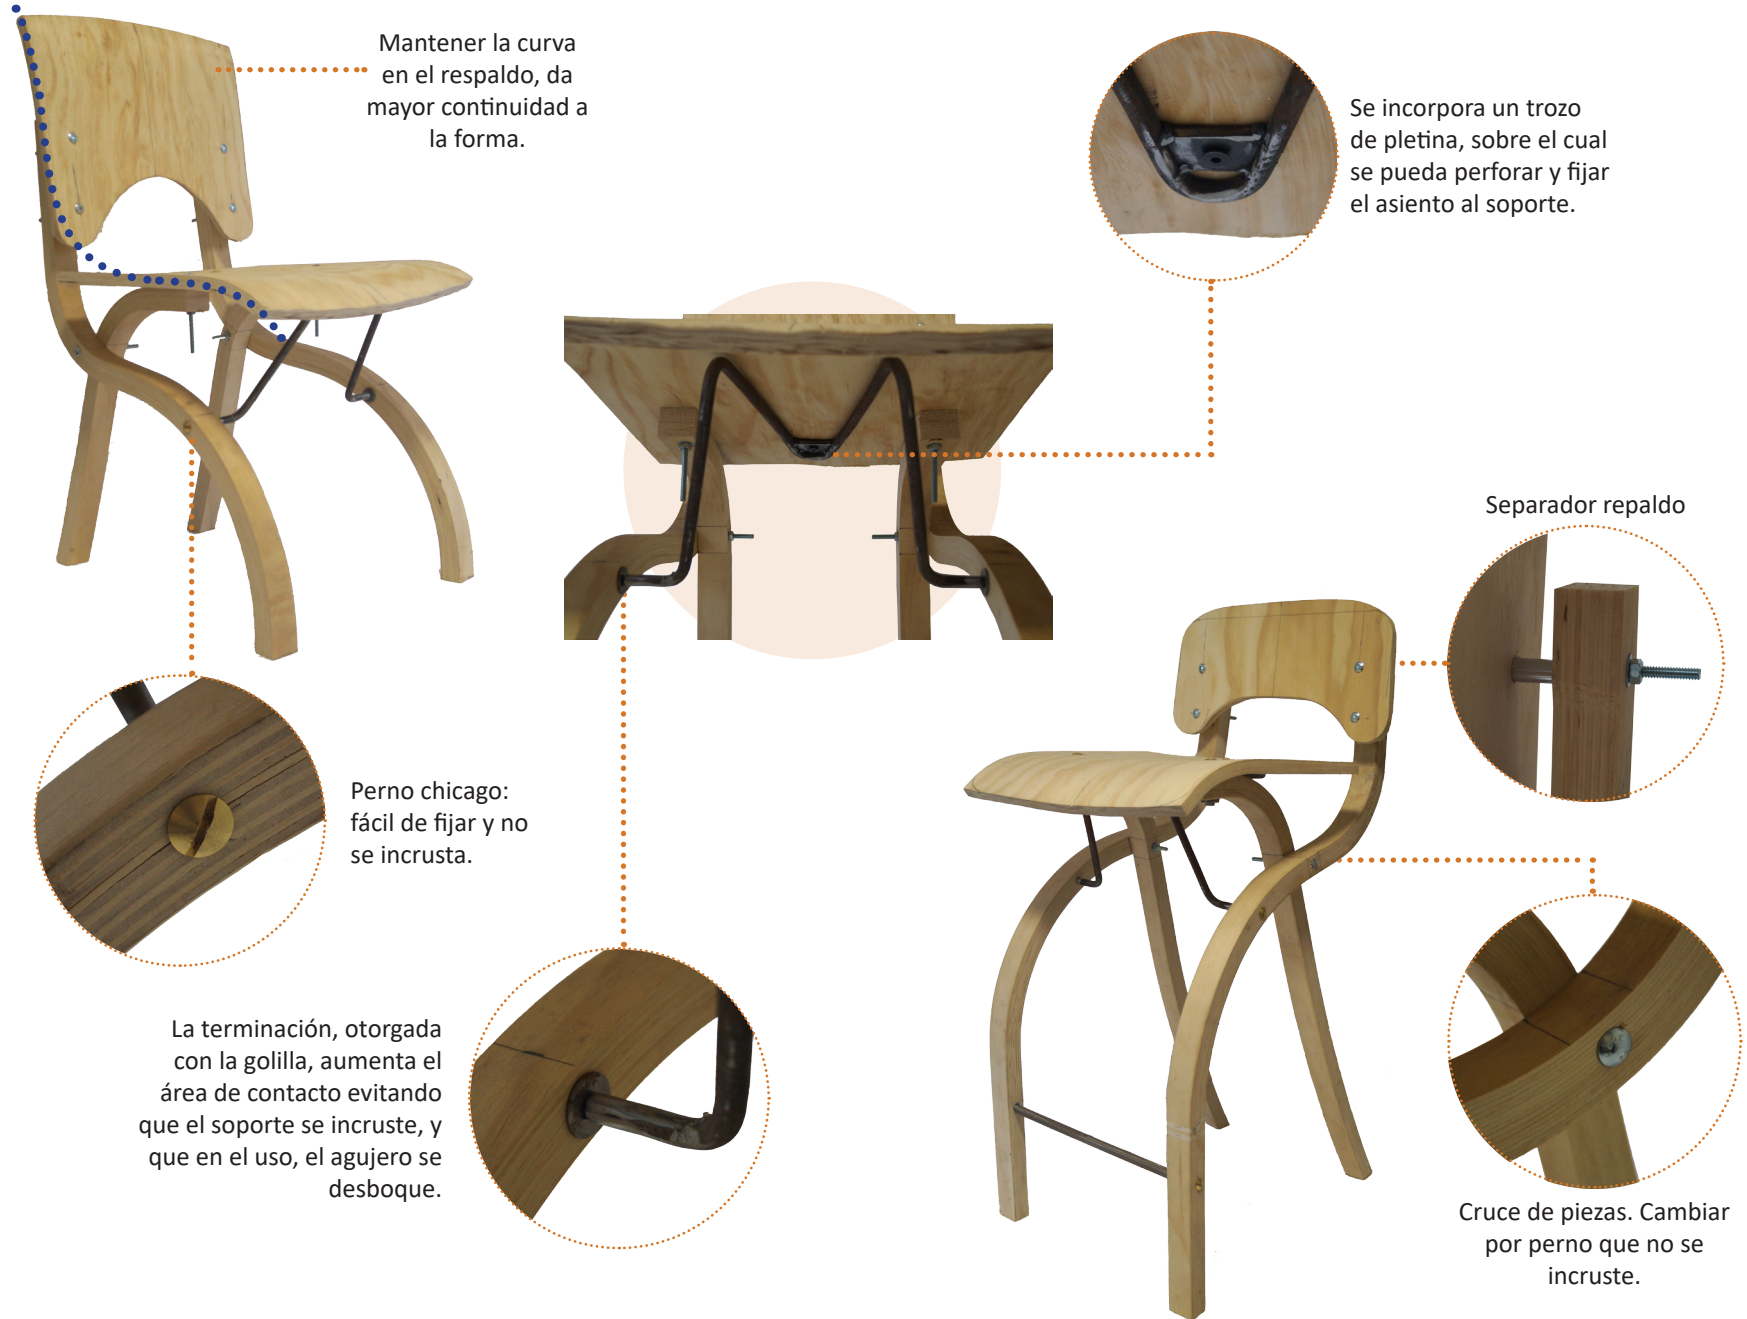 Mantener la curva
en el respaldo, da
mayor continuidad a
la forma.
Se incorpora un trozo
de pletina, sobre el cual
se pueda perforar y fijar
el asiento al soporte.
Separador repaldo
Perno chicago:
fácil de fijar y no
se incrusta.
La terminación, otorgada
con la golilla, aumenta el
área de contacto evitando
que el soporte se incruste, y
que en el uso, el agujero se
desboque.
Cruce de piezas. Cambiar
por perno que no se
incruste.